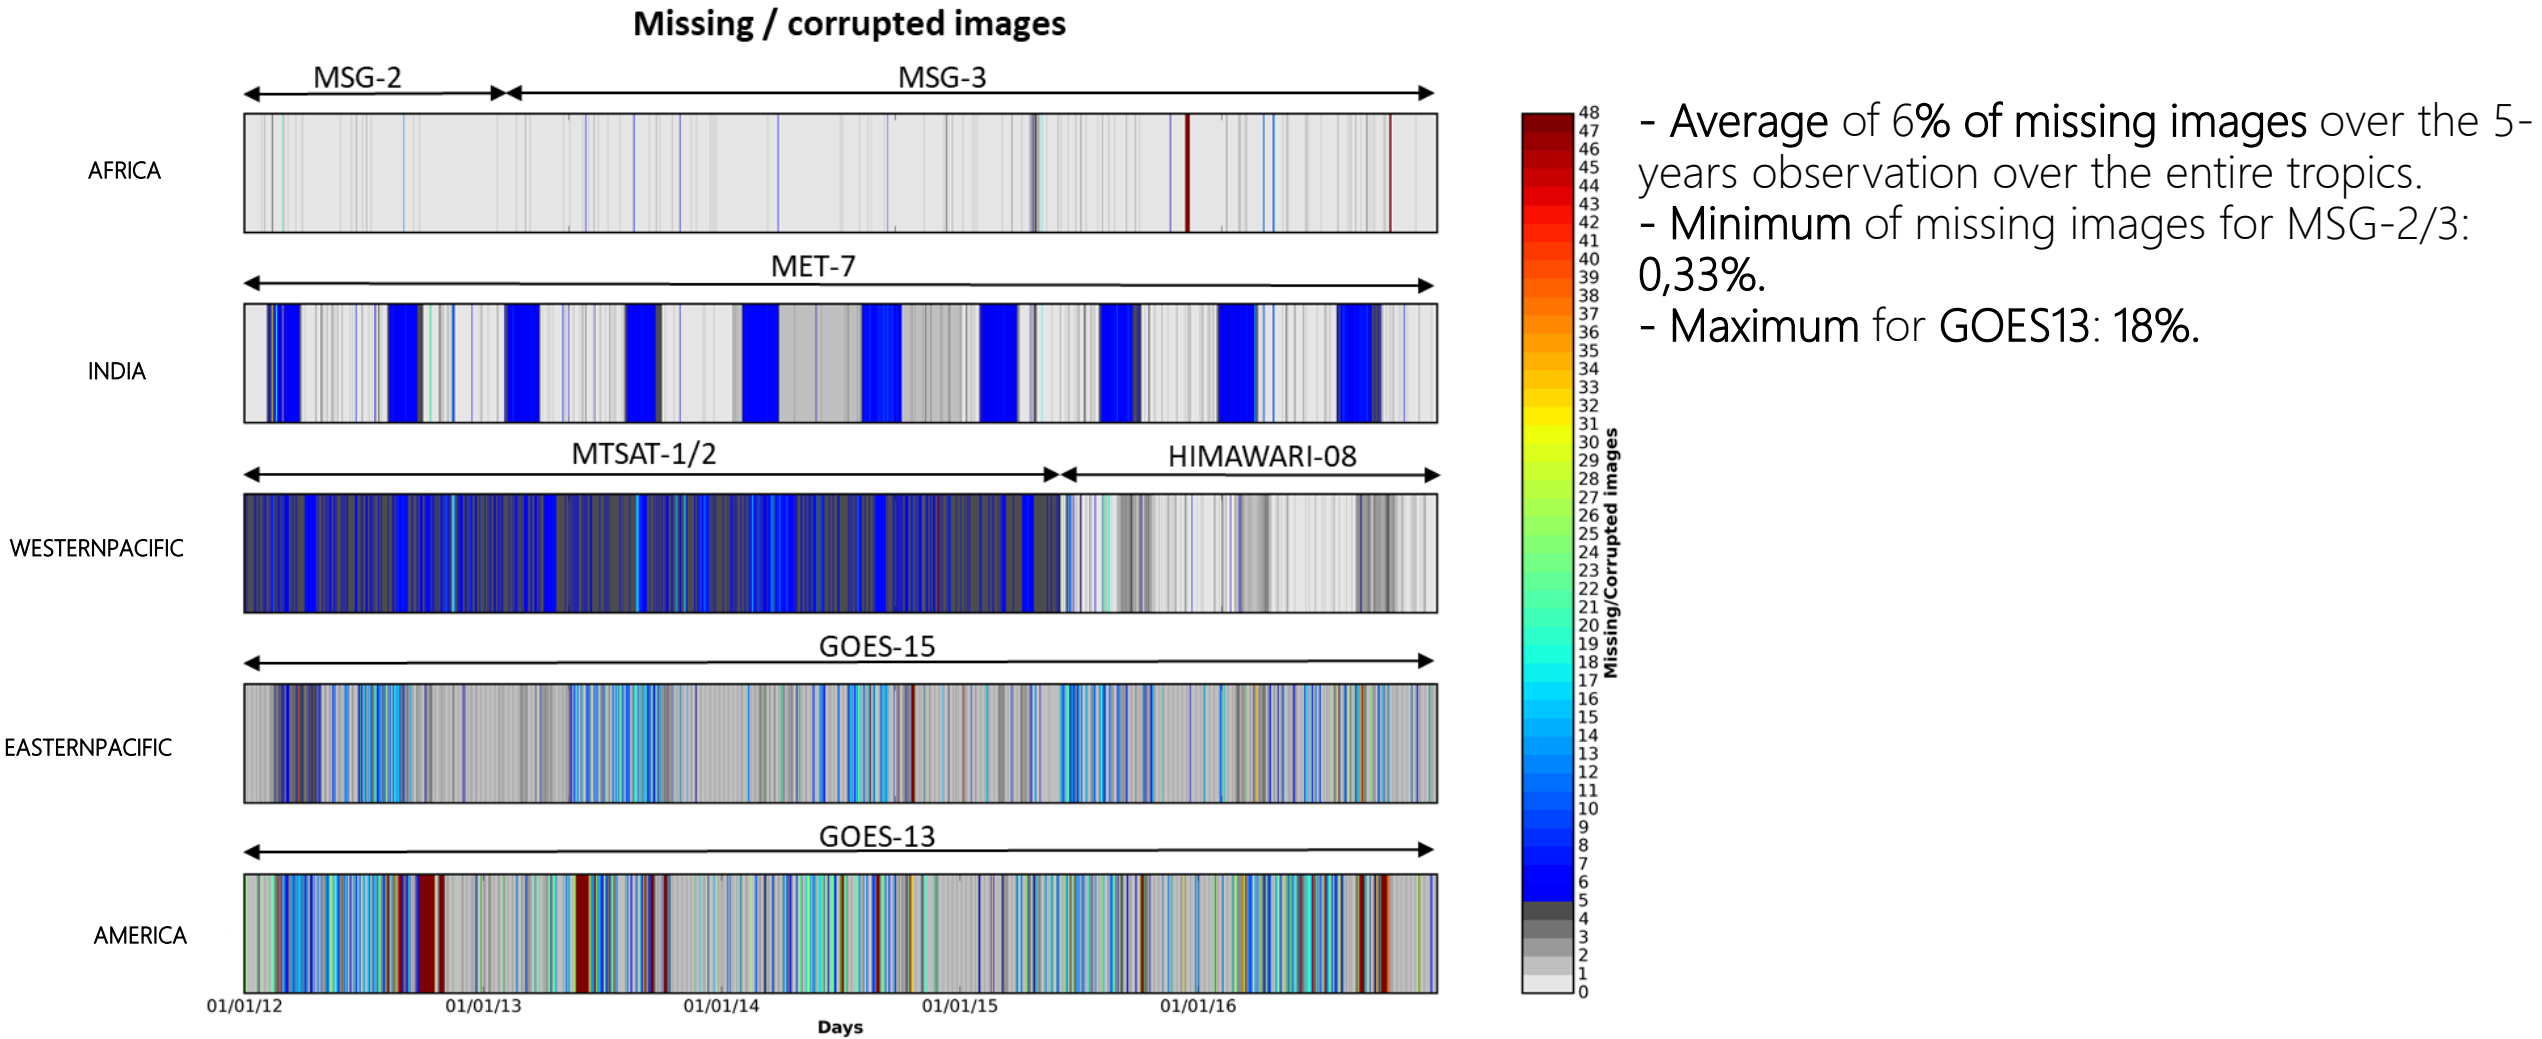 Missing / corrupted images
MSG-2
MSG-3
AFRICA
MET-7
INDIA
MTSAT-1/2
HIMAWARI-08
WESTERNPACIFIC
GOES-15
EASTERNPACIFIC
GOES-13
AMERICA
01/01/12
01/01/13
01/01/14
01/01/15
01/01/16
Days
48
47
46
45
44
43
42
41
40
39
38
37
36
35
34
33
32
31
30
29
28
27
26
25
24
23
22
21
20
19
18
17
16
15
14
13
12
11
10
9
8
7
6
5
4
3
2
1
0
Missing/Corrupted images
- Average of 6% of missing images over the 5-
years observation over the entire tropics.
- Minimum of missing images for MSG-2/3:
0,33%.
- Maximum for GOES13: 18%.